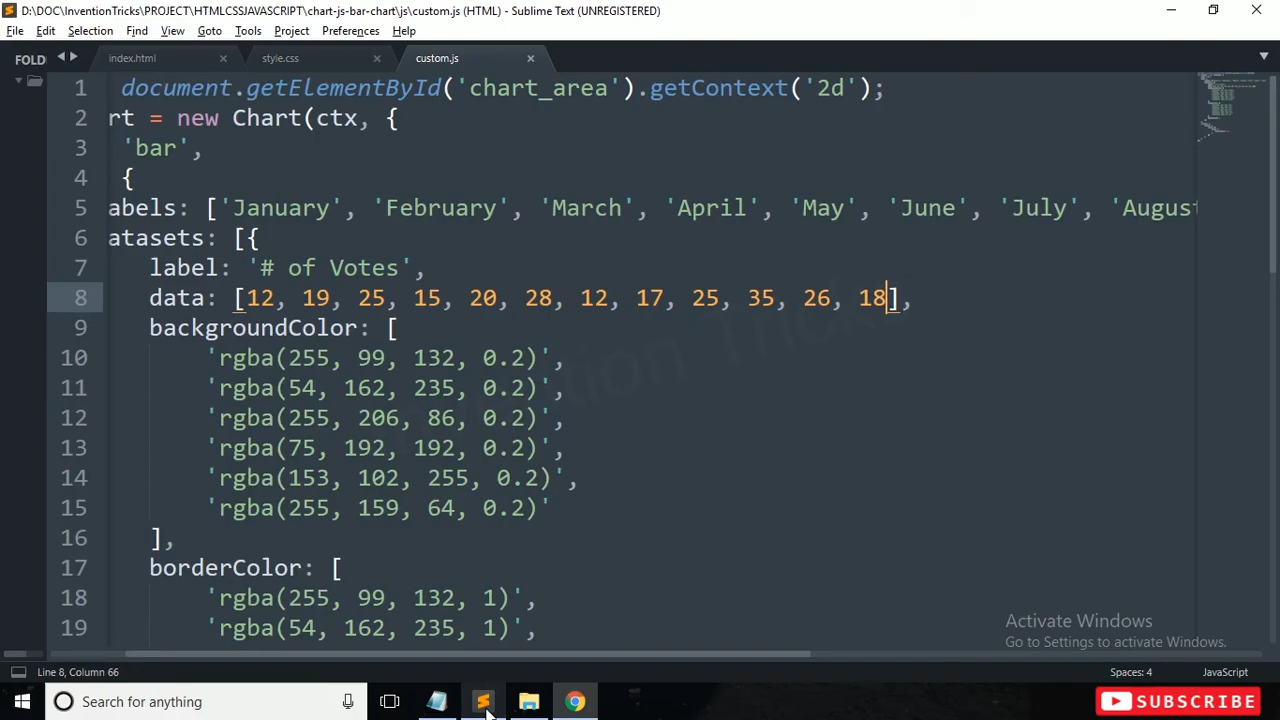 D:\DOC\InventionTricks\PROJECT\HTMLCSSJAVASCRIPT\chart-js-bar-chart\js\custom.js (HTML) - Sublime Text (UNREGISTERED)
File Edit Selection Find View Goto Tools Project Preferences Help
FOLD index.html style.css custom.js
1 document.getElementById('chart_area').getContext('2d');
2 rt = new Chart(ctx, {
3 'bar',
4 {
5 abels: ['January', 'February', 'March', 'April', 'May', 'June', 'July', 'August
6 atasets: [{
7 label: '# of Votes',
8 data: [12, 19, 25, 15, 20, 28, 12, 17, 25, 35, 26, 18],
9 backgroundColor: [
10 'rgba(255, 99, 132, 0.2)',
11 'rgba(54, 162, 235, 0.2)',
12 'rgba(255, 206, 86, 0.2)',
13 'rgba(75, 192, 192, 0.2)',
14 'rgba(153, 102, 255, 0.2)',
15 'rgba(255, 159, 64, 0.2)'
16 ],
17 borderColor: [
18 'rgba(255, 99, 132, 1)',
19 'rgba(54, 162, 235, 1)',
Invention Tricks
Activate Windows
Go to Settings to activate Windows.
Line 8, Column 66 Spaces: 4 JavaScript
Search for anything
SUBSCRIBE